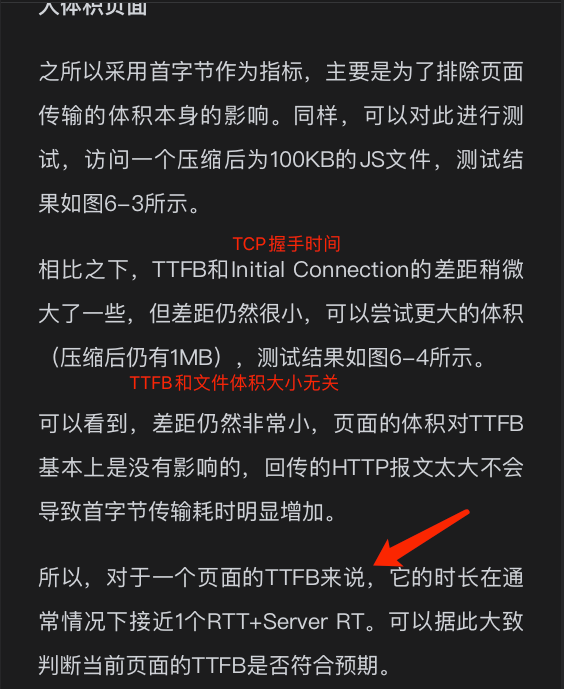 大体积页面
之所以采用首字节作为指标，主要是为了排除页面
传输的体积本身的影响。同样，可以对此进行测
试，访问一个压缩后为100KB的JS文件，测试结
果如图6-3所示。
TCP握手时间
相比之下，TTFB和Initial Connection的差距稍微
大了一些，但差距仍然很小，可以尝试更大的体积
（压缩后仍有1MB），测试结果如图6-4所示。
TTFB和文件体积大小无关
可以看到，差距仍然非常小，页面的体积对TTFB
基本上是没有影响的，回传的HTTP报文太大不会
导致首字节传输耗时明显增加。
所以，对于一个页面的TTFB来说，它的时长在通
常情况下接近1个RTT+Server RT。可以据此大致
判断当前页面的TTFB是否符合预期。